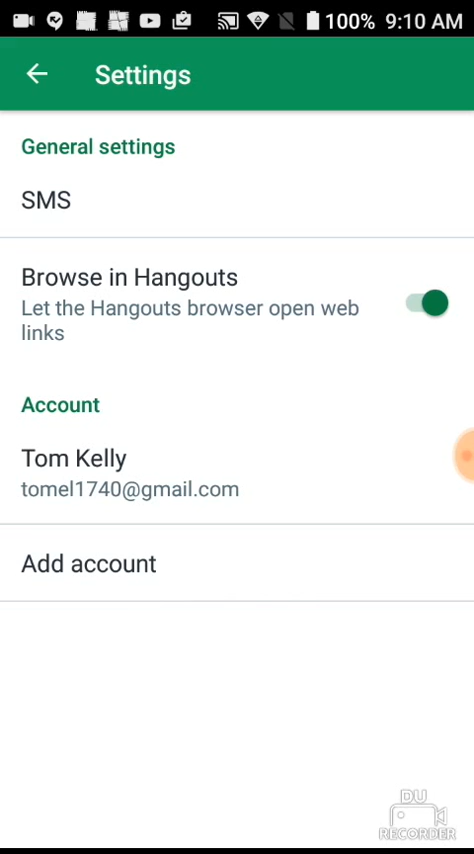 100% 9:10 AM
Settings
General settings
SMS
Browse in Hangouts
Let the Hangouts browser open web
links
Account
Tom Kelly
tomel1740@gmail.com
Add account
DU
RECORDER